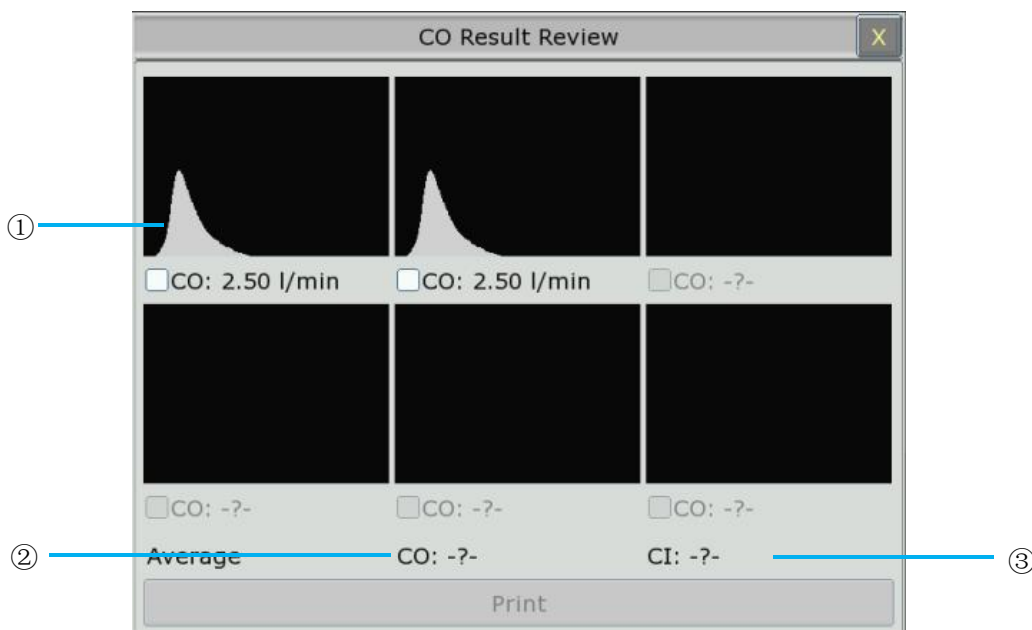 CO Result Review X
①
CO: 2.50 l/min CO: 2.50 l/min CO: -?-
CO: -?- CO: -?- CO: -?-
② Average CO: -?- CI: -?- ③
Print